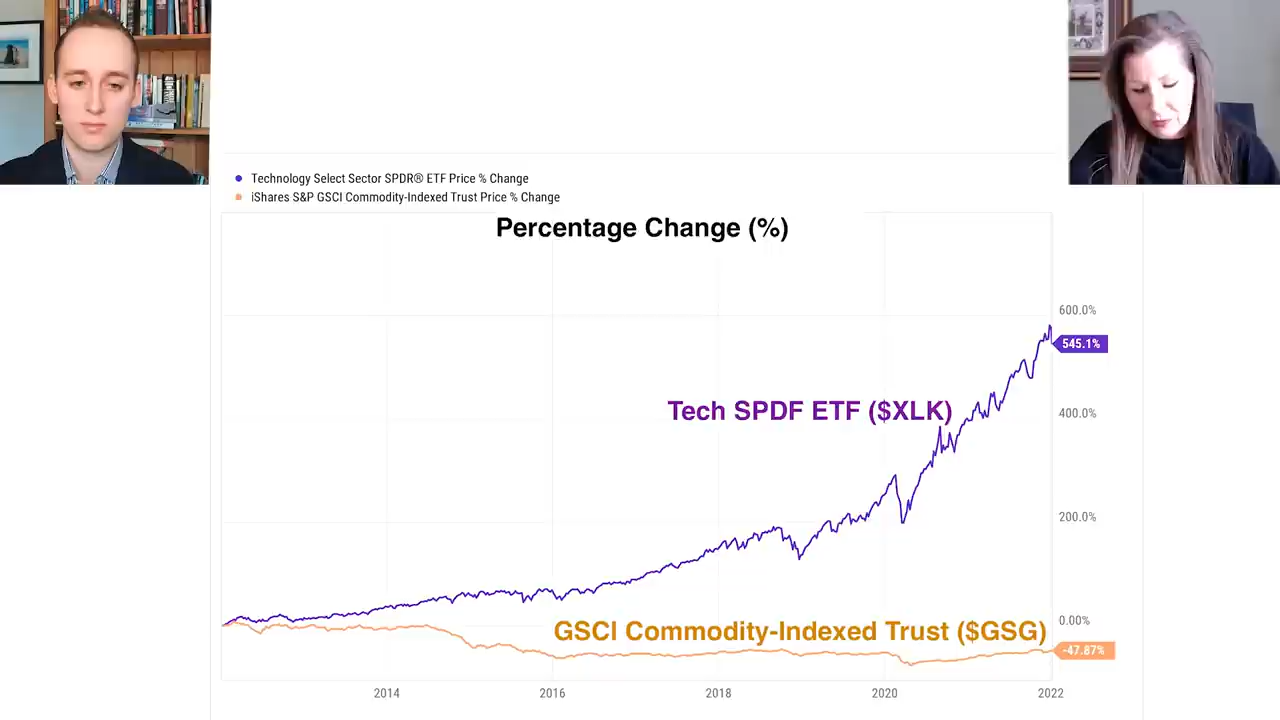 Technology Select Sector SPDR® ETF Price % Change
iShares S&P GSCI Commodity-Indexed Trust Price % Change
Percentage Change (%)
600.0%
545.1%
Tech SPDF ETF ($XLK)
400.0%
200.0%
0.00%
GSCI Commodity-Indexed Trust ($GSG)
-47.87%
2014
2016
2018
2020
2022